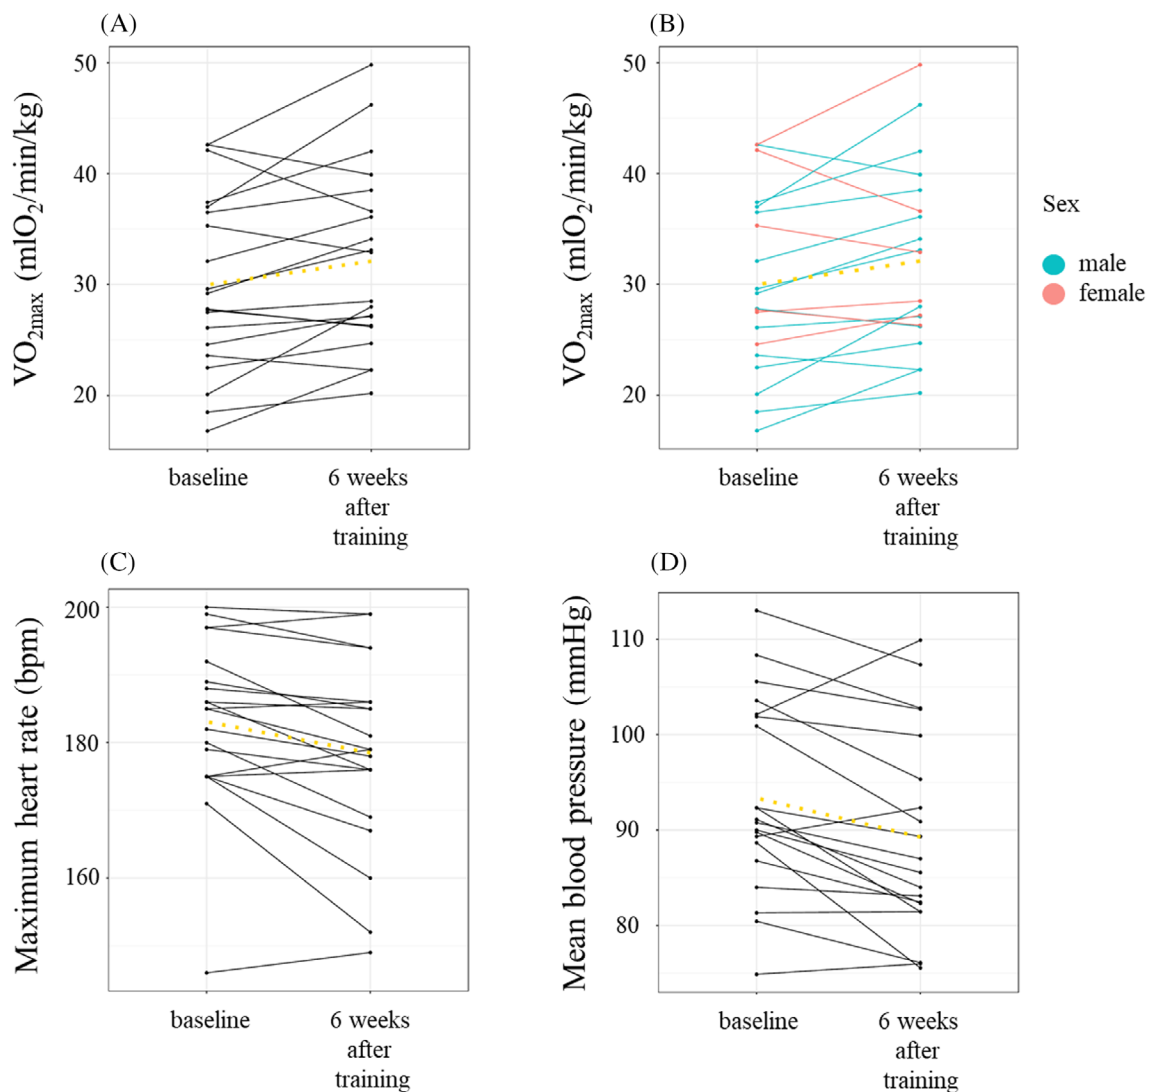 (A)
VO2max (mlO2/min/kg)
50
40
30
20
baseline
6 weeks
after
training
(B)
VO2max (mlO2/min/kg)
50
40
30
20
baseline
6 weeks
after
training
Sex
male
female
(C)
Maximum heart rate (bpm)
200
180
160
baseline
6 weeks
after
training
(D)
Mean blood pressure (mmHg)
110
100
90
80
baseline
6 weeks
after
training